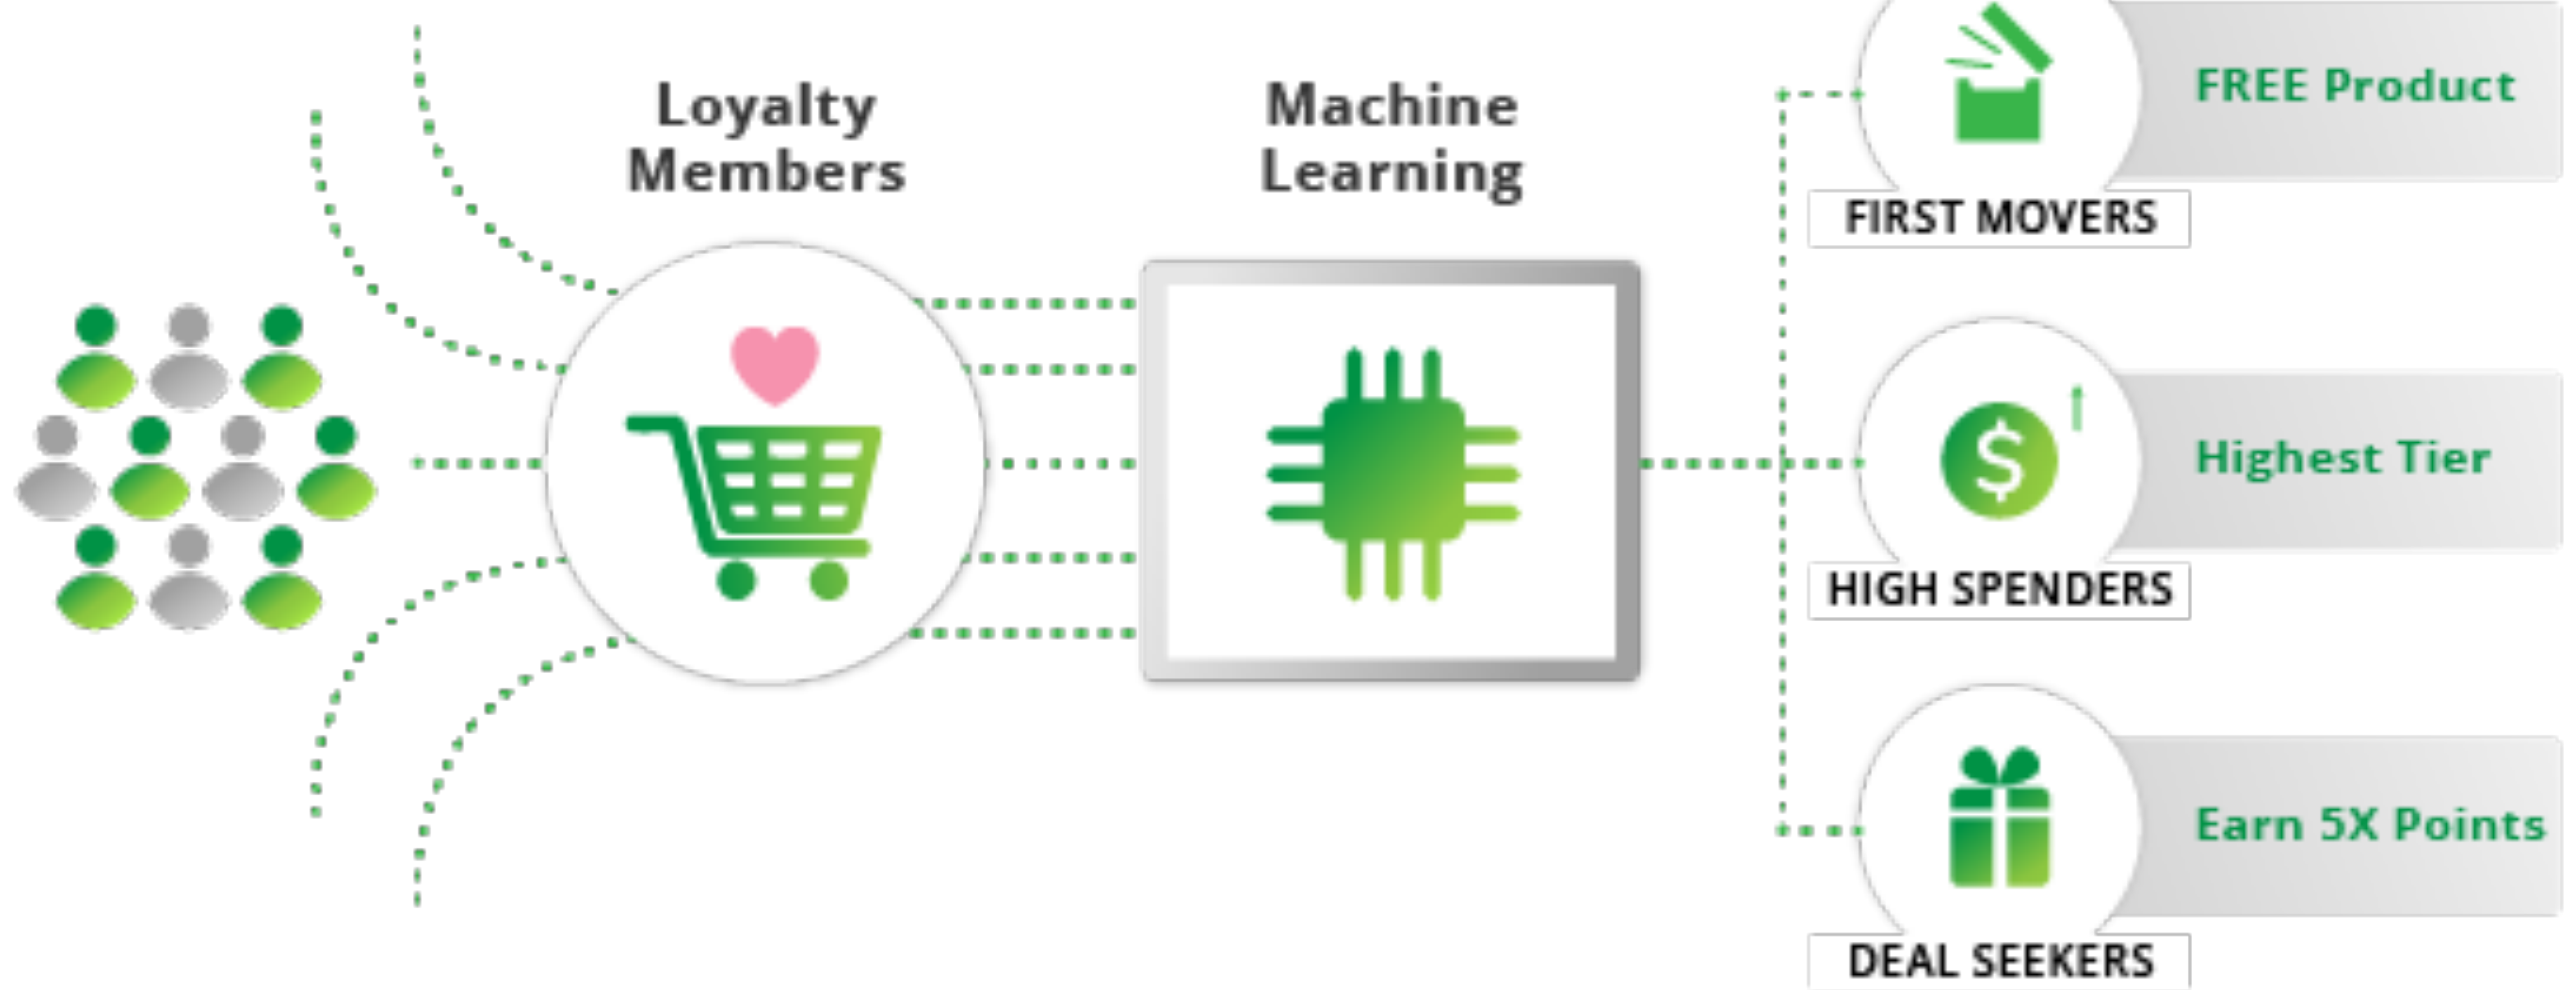 Loyalty
Members
Machine
Learning
FREE Product
FIRST MOVERS
$
Highest Tier
HIGH SPENDERS
Earn 5X Points
DEAL SEEKERS